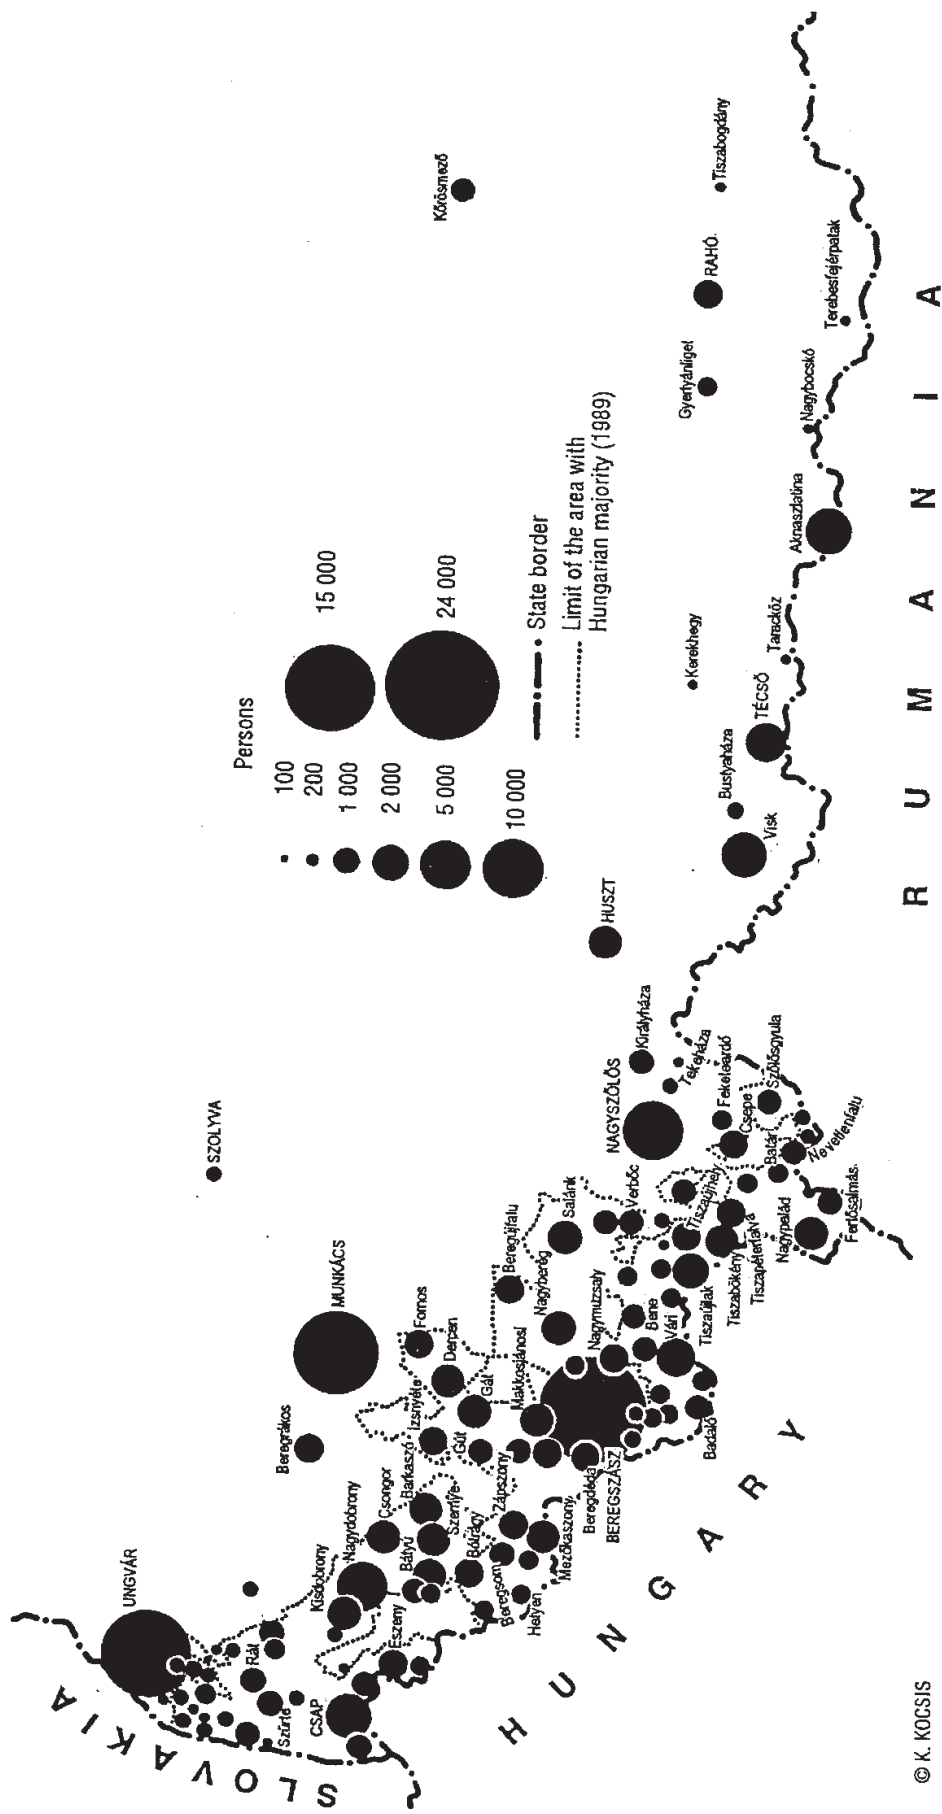 Persons
100
200
1 000
2 000
5 000
10 000
15 000
24 000
State border
Limit of the area with
Hungarian majority (1989)
SLOVAKIA
HUNGARY
RUMANIA
UNGVÁR
Rát
Szürte
CSAP
Kisdobrony
Nagydobrony
Eszeny
Csongor
Bátyú
Barkaszó
Szernye
Bótrágy
Beregsom
Helyen
Mezőkaszony
Zápszony
Gút
Izsnyéte
Beregrákos
MUNKÁCS
SZOLYVA
Fornos
Dercen
Gát
Makkosjánosi
Beregdéda
BEREGSZÁSZ
Badaló
Nagybereg
Beregújfalu
Salánk
Nagymuzsaly
Bene
Vári
Verbőc
Tiszaújlak
Tiszaújhely
Tiszabökény
Tiszapéterfalva
Nagypalád
Fertősalmás
Batár
Nevetlenfalu
Csepe
Szőlősgyula
Feketeardó
Tekeháza
NAGYSZŐLŐS
Királyháza
HUSZT
Visk
Bustyaháza
TÉCSŐ
Kerekhegy
Taracköz
Aknaszlatina
Nagybocskó
Gyertyánliget
RAHÓ
Terebesfejérpatak
Tiszabogdány
Kőrösmező
© K. KOCSIS